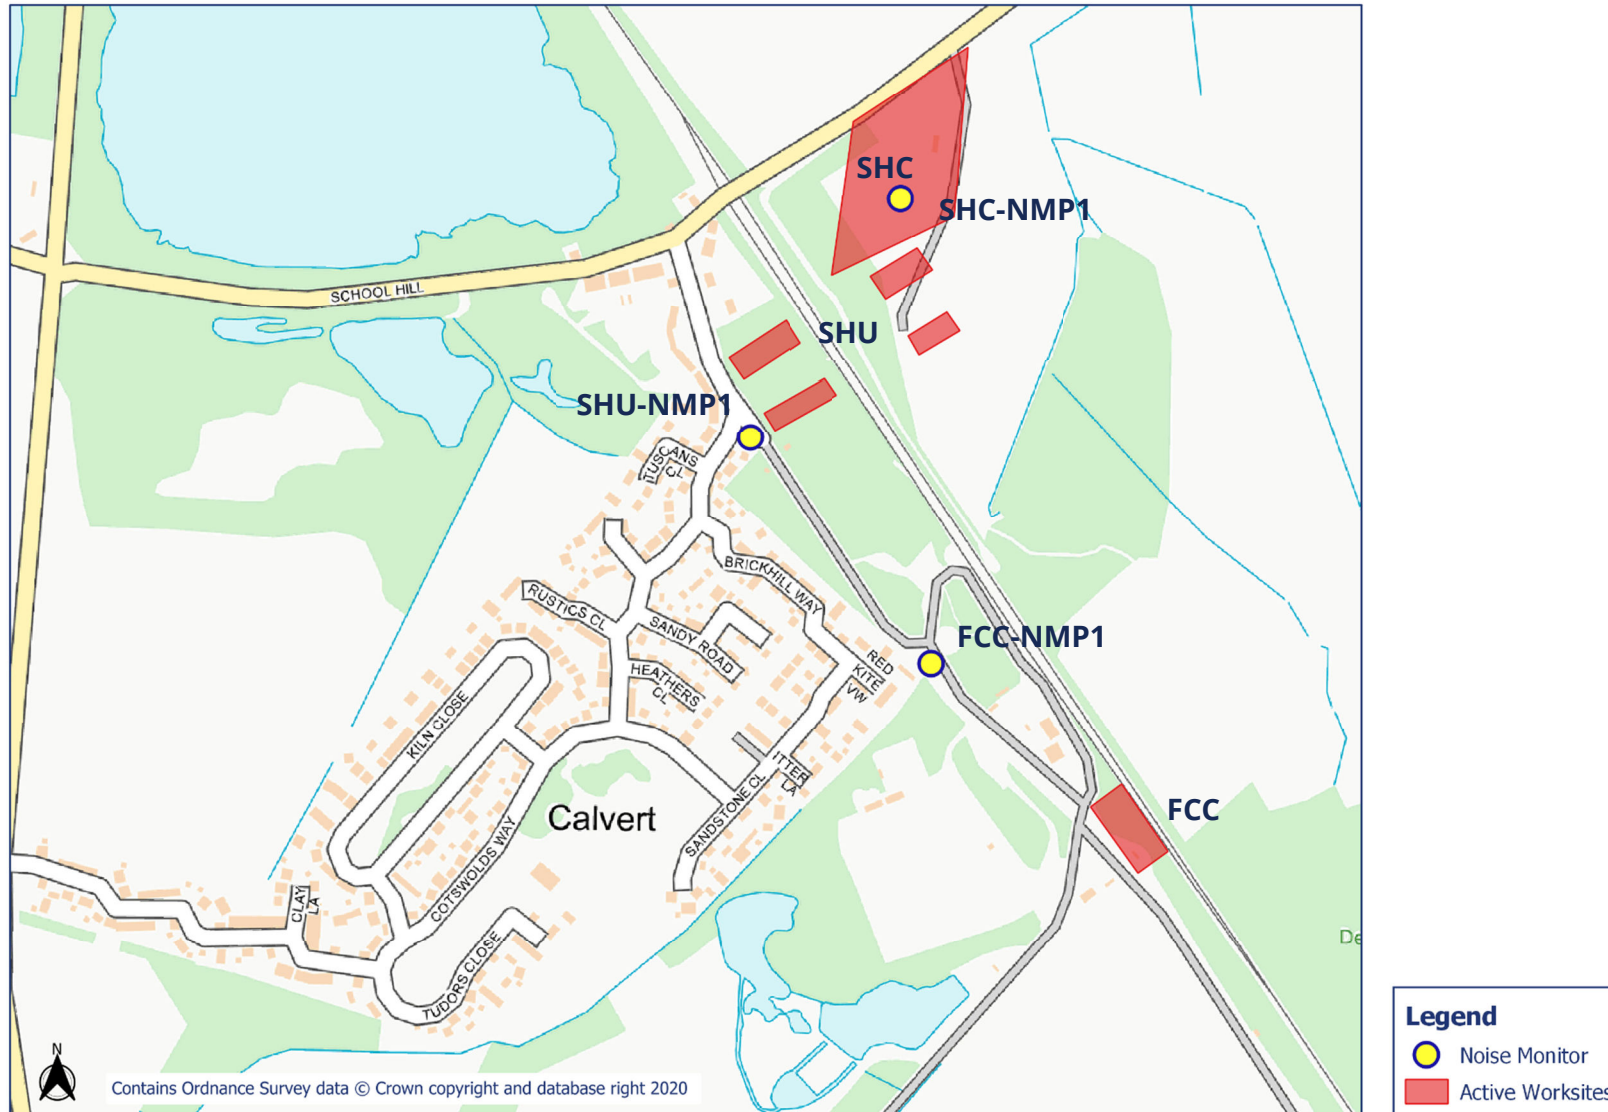 SHC
SHC-NMP1
SCHOOL HILL
SHU
SHU-NMP1
TUSCANS
CL
BRICKHILL WAY
RUSTICS CL
SANDY ROAD
FCC-NMP1
RED
KITE
VW
HEATHERS
CL
KILN CLOSE
ITTER
LA
SANDSTONE CL
Calvert
FCC
COTSWOLDS WAY
CLAY
LA
TUDORS CLOSE
De
N
Contains Ordnance Survey data © Crown copyright and database right 2020
Legend
Noise Monitor
Active Worksites